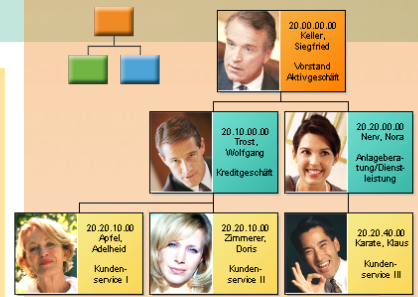 20.00.00.00
Keller,
Siegfried
Vorstand
Aktivgeschäft
20.10.00.00
Trost,
Wolfgang
Kreditgeschäft
20.20.00.00
Nerv, Nora
Anlagebera-
tung/Dienst-
leistung
20.20.10.00
Apfel,
Adelheid
Kunden-
service I
20.20.10.00
Zimmerer,
Doris
Kunden-
service II
20.20.40.00
Karate, Klaus
Kunden-
service III